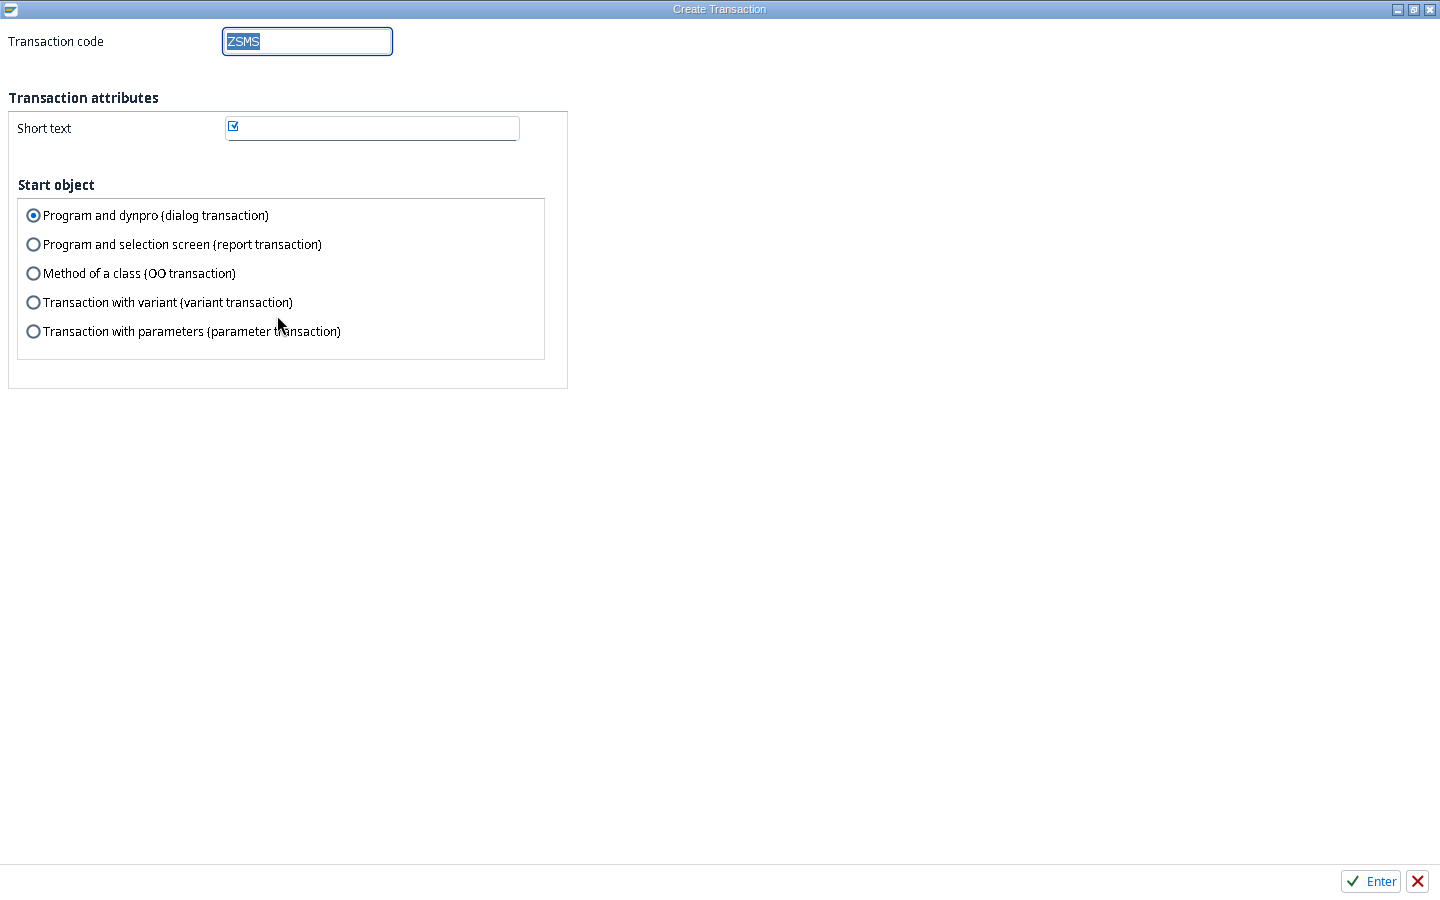 Create Transaction
Transaction code ZSMS
Transaction attributes
Short text
Start object
Program and dynpro (dialog transaction)
Program and selection screen (report transaction)
Method of a class (OO transaction)
Transaction with variant (variant transaction)
Transaction with parameters (parameter transaction)
Enter